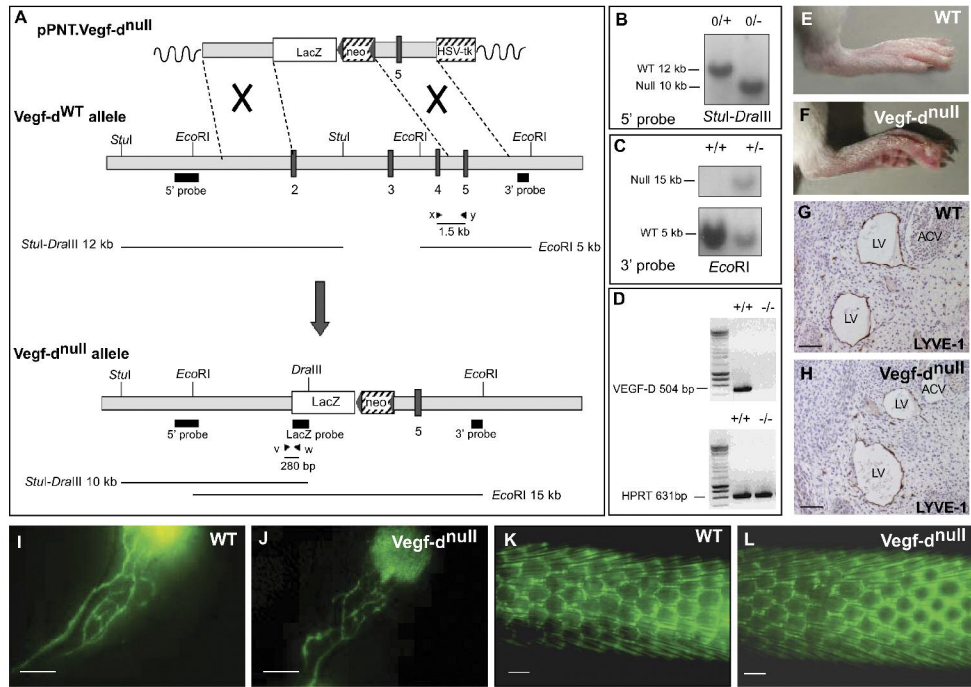 A
pPNT.Vegf-dnull
LacZ
neo
HSV-tk
5
X
X
Vegf-dWT allele
StuI
EcoRI
StuI
EcoRI
EcoRI
5' probe
2
3
4
5
3' probe
x
y
1.5 kb
StuI-DraIII 12 kb
EcoRI 5 kb
Vegf-dnull allele
StuI
EcoRI
DraIII
EcoRI
LacZ
neo
5' probe
LacZ probe
5
3' probe
v
w
280 bp
StuI-DraIII 10 kb
EcoRI 15 kb
B
0/+
0/-
WT 12 kb
Null 10 kb
5' probe
StuI-DraIII
C
+/+
+/-
Null 15 kb
WT 5 kb
3' probe
EcoRI
D
+/+
-/-
VEGF-D 504 bp
+/+
-/-
HPRT 631bp
E
WT
F
Vegf-dnull
G
WT
LV
ACV
LV
LYVE-1
H
Vegf-dnull
ACV
LV
LV
LYVE-1
I
WT
J
Vegf-dnull
K
WT
L
Vegf-dnull